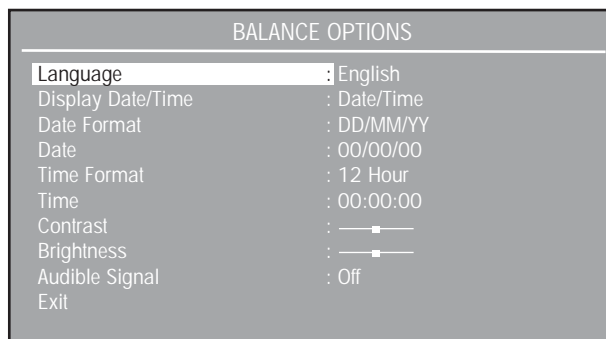 BALANCE OPTIONS
Language : English
Display Date/Time : Date/Time
Date Format : DD/MM/YY
Date : 00/00/00
Time Format : 12 Hour
Time : 00:00:00
Contrast :
Brightness :
Audible Signal : Off
Exit